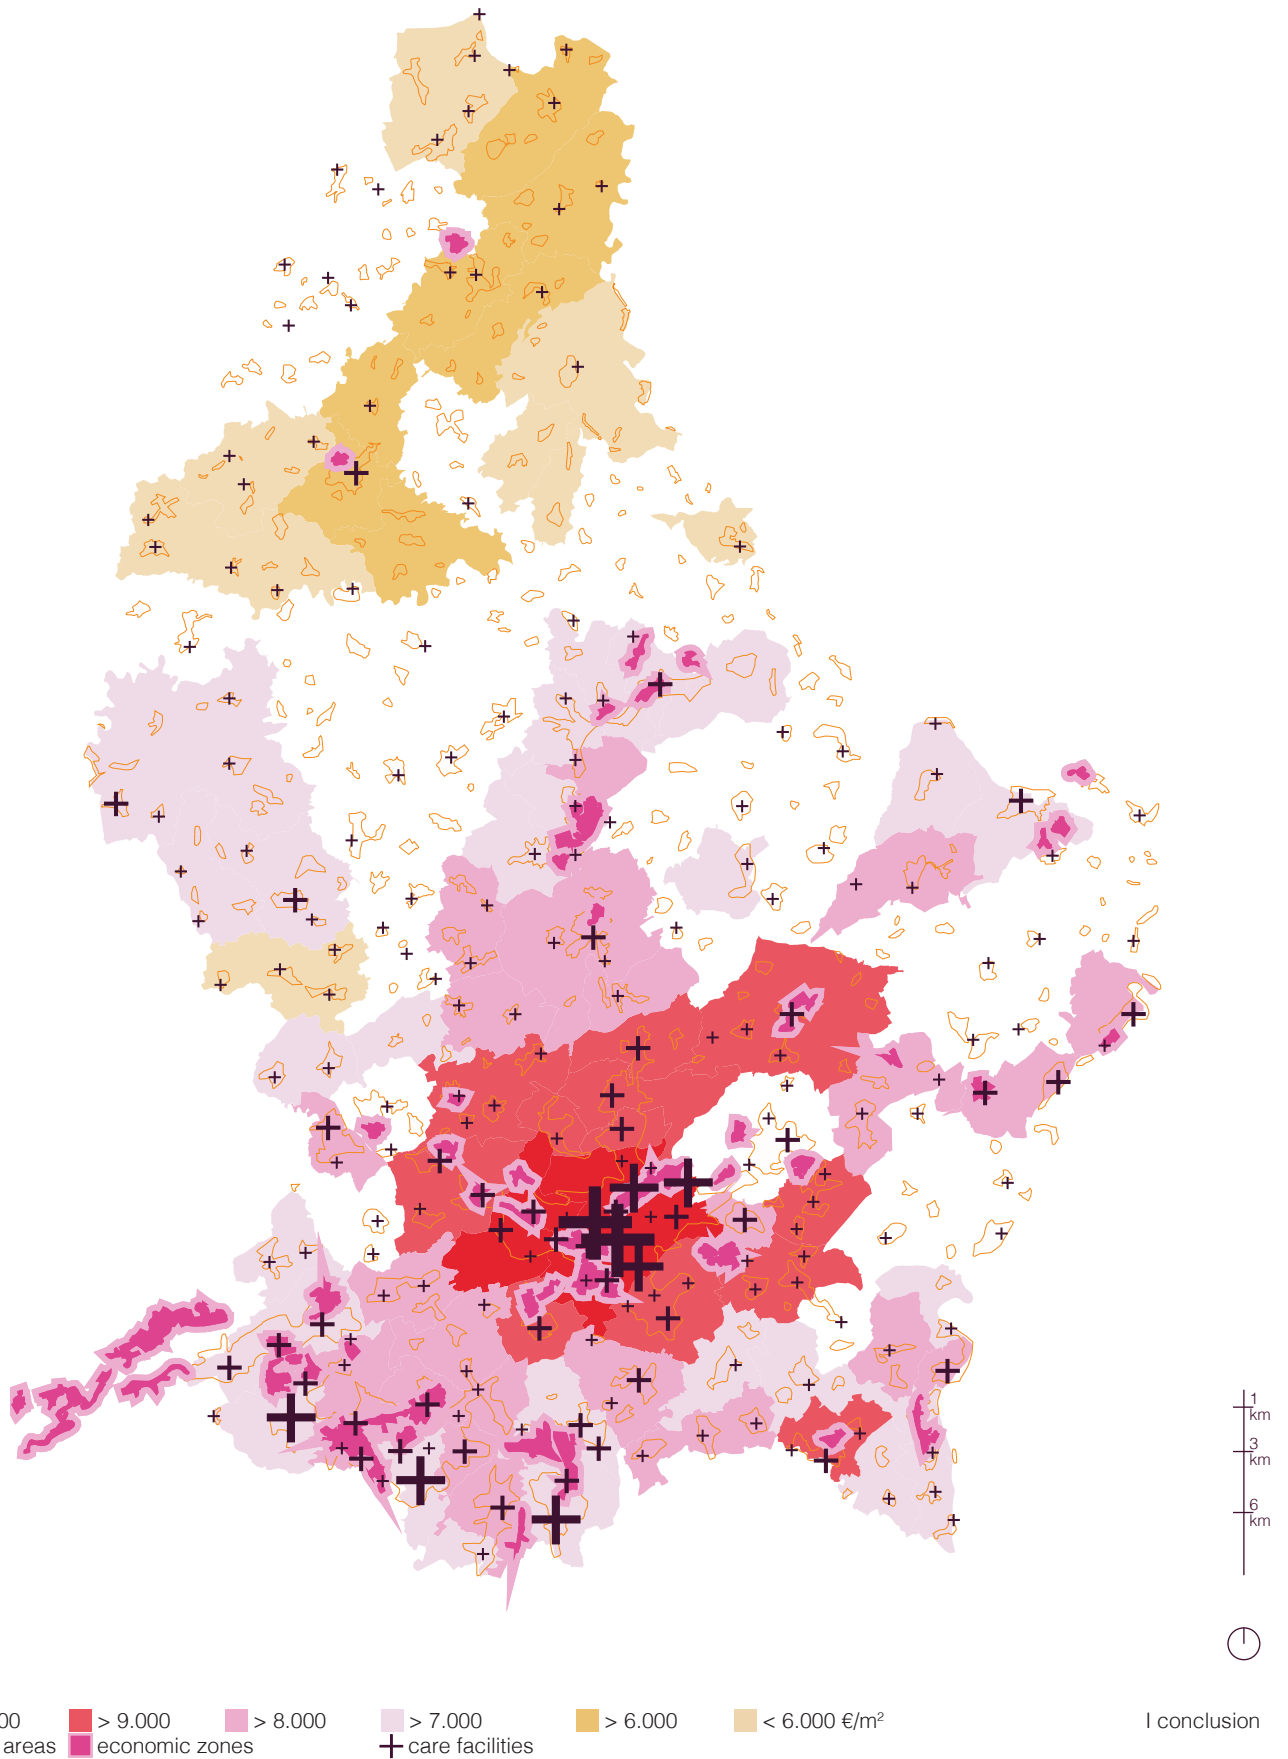 1
km
3
km
6
km
00 > 9.000 > 8.000 > 7.000 > 6.000 < 6.000 €/m² I conclusion
areas economic zones care facilities